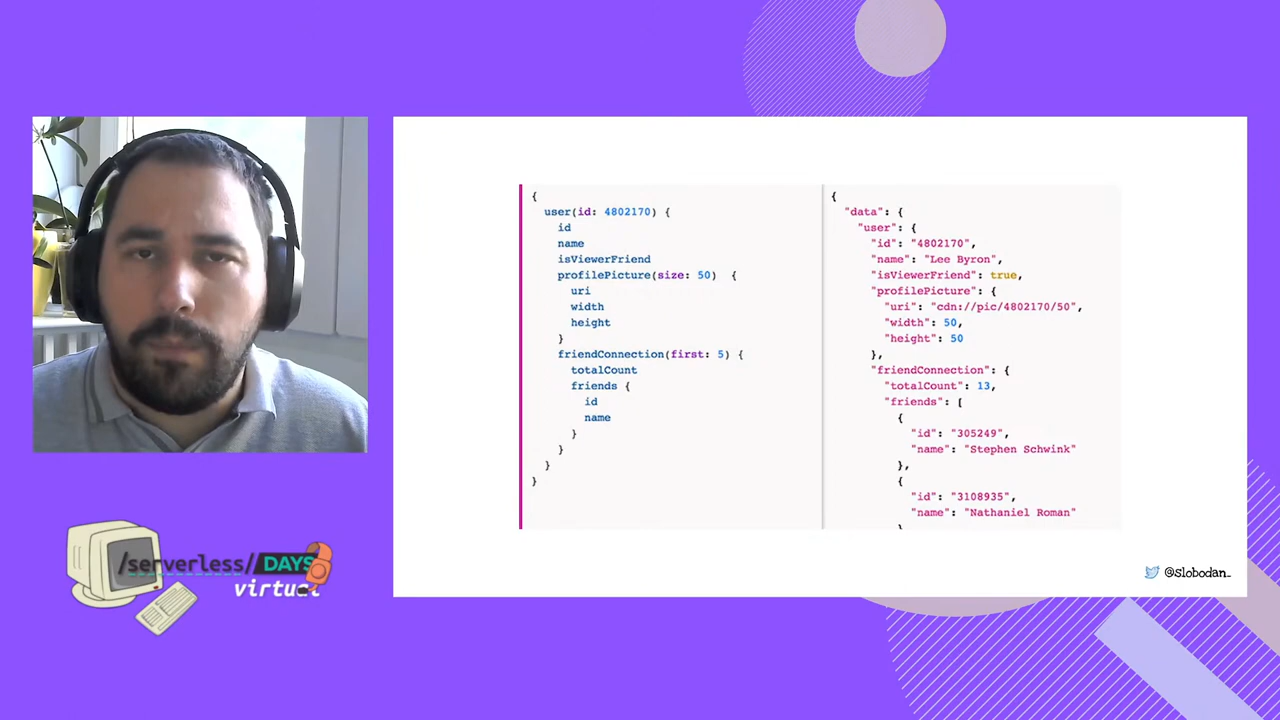 {
user(id: 4802170) {
id
name
isViewerFriend
profilePicture(size: 50) {
uri
width
height
}
friendConnection(first: 5) {
totalCount
friends {
id
name
}
}
}
}
{
"data": {
"user": {
"id": "4802170",
"name": "Lee Byron",
"isViewerFriend": true,
"profilePicture": {
"uri": "cdn://pic/4802170/50",
"width": 50,
"height": 50
},
"friendConnection": {
"totalCount": 13,
"friends": [
{
"id": "305249",
"name": "Stephen Schwink"
},
{
"id": "3108935",
"name": "Nathaniel Roman"
}
@slobodan_
/serverless/DAYS
virtual